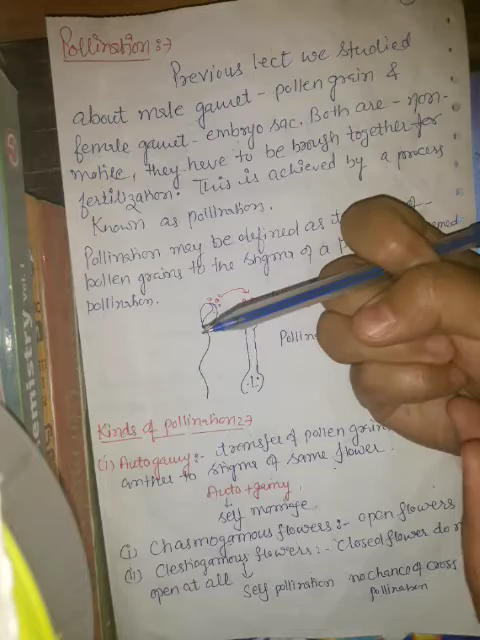 Pollination :→
Previous lect we studied
about male gamet - pollen grain &
female gamet - embryo sac. Both are - non-
motile, they have to be brough together for
fertilization. This is achieved by a process
Known as pollination.
Pollination may be defined as of
pollen grains to the stigma of a
pollination.
Kinds of pollination :→
(i) Autogamy :- transfer of pollen
anther to stigma of same flower.
Auto + gamy
self marriage
(i) Chasmogamous flowers :- open flowers
(ii) Cleistogamous flowers :- Closed flower do
open at all
self pollination no chance of cross
pollination